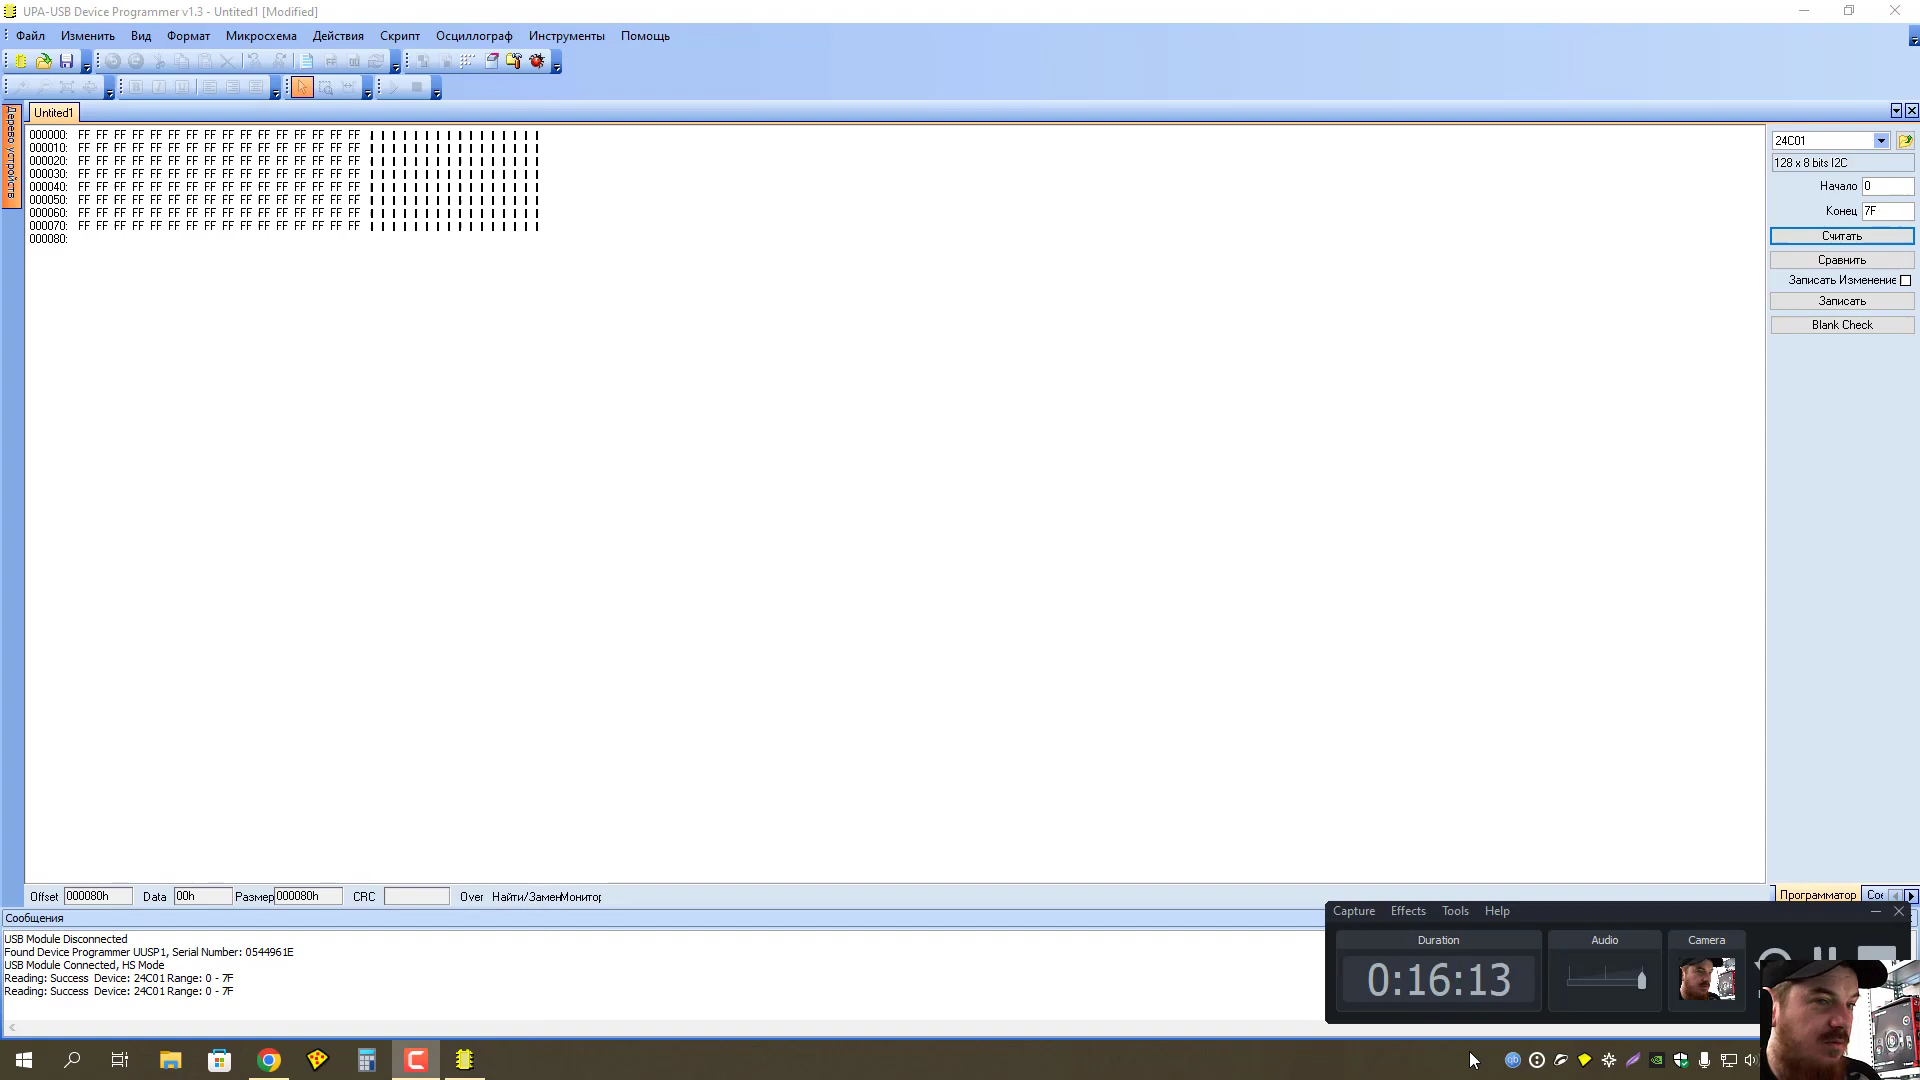 UPA-USB Device Programmer v1.3 - Untited1 [Modified]
Файл Изменить Вид Формат Микросхема Действия Скрипт Осциллограф Инструменты Помощь
Дерево устройств
Untited1
000000: FF FF FF FF FF FF FF FF FF FF FF FF FF FF FF FF
000010: FF FF FF FF FF FF FF FF FF FF FF FF FF FF FF FF
000020: FF FF FF FF FF FF FF FF FF FF FF FF FF FF FF FF
000030: FF FF FF FF FF FF FF FF FF FF FF FF FF FF FF FF
000040: FF FF FF FF FF FF FF FF FF FF FF FF FF FF FF FF
000050: FF FF FF FF FF FF FF FF FF FF FF FF FF FF FF FF
000060: FF FF FF FF FF FF FF FF FF FF FF FF FF FF FF FF
000070: FF FF FF FF FF FF FF FF FF FF FF FF FF FF FF FF
000080:
24C01
128 x 8 bits I2C
Начало 0
Конец 7F
Считать
Сравнить
Записать Изменение
Записать
Blank Check
Программатор Сос
Offset 000080h Data 00h Размер 000080h CRC Over Найти/Замен Монитор
Сообщения
USB Module Disconnected
Found Device Programmer UUSP1, Serial Number: 0544961E
USB Module Connected, HS Mode
Reading: Success Device: 24C01 Range: 0 - 7F
Reading: Success Device: 24C01 Range: 0 - 7F
Capture Effects Tools Help
Duration Audio Camera
0:16:13